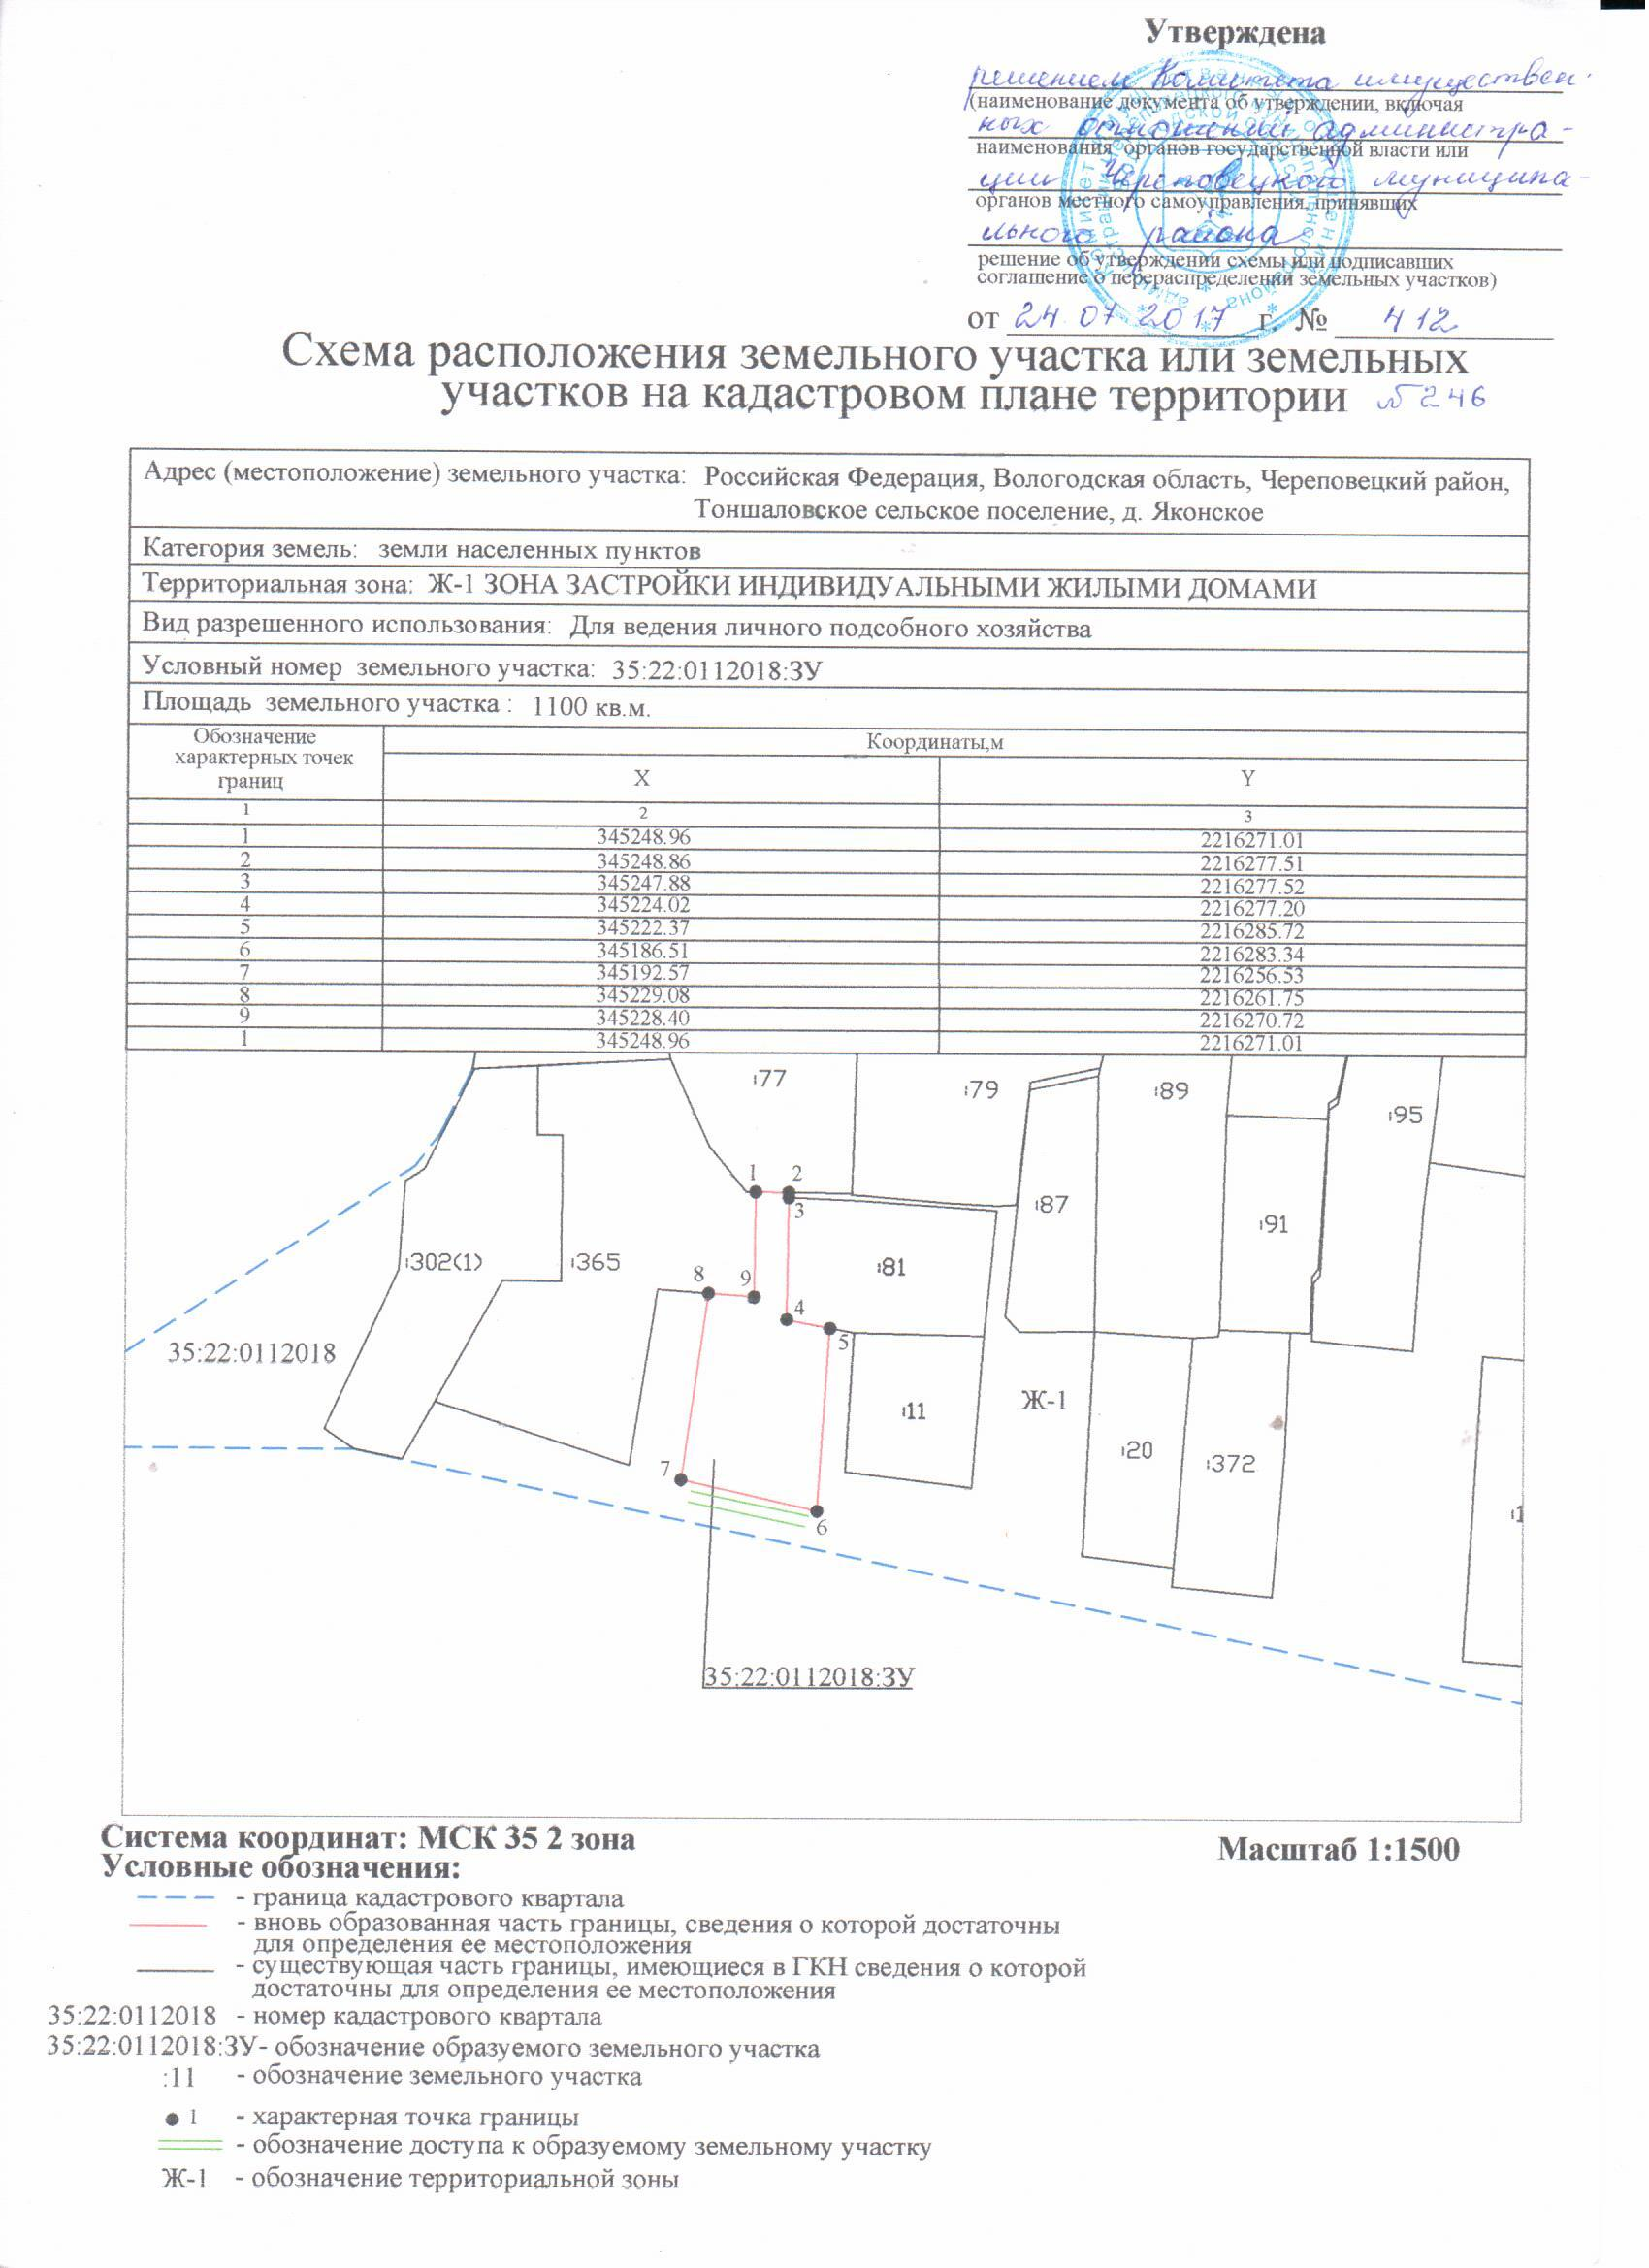 Утверждена
решением Комитета имуществен-
(наименование документа об утверждении, включая
ных отношений администра-
наименования органов государственной власти или
ции Череповецкого муниципа-
органов местного самоуправления, принявших
льного района
решение об утверждении схемы или подписавших
соглашение о перераспределении земельных участков)
от 24 07 2017 г. № 412
Схема расположения земельного участка или земельных
участков на кадастровом плане территории №246
Адрес (местоположение) земельного участка: Российская Федерация, Вологодская область, Череповецкий район,
Тоншаловское сельское поселение, д. Яконское
Категория земель: земли населенных пунктов
Территориальная зона: Ж-1 ЗОНА ЗАСТРОЙКИ ИНДИВИДУАЛЬНЫМИ ЖИЛЫМИ ДОМАМИ
Вид разрешенного использования: Для ведения личного подсобного хозяйства
Условный номер земельного участка: 35:22:0112018:ЗУ
Площадь земельного участка : 1100 кв.м.
Обозначение
характерных точек
границ
Координаты,м
X Y
1 2 3
1 345248.96 2216271.01
2 345248.86 2216277.51
3 345247.88 2216277.52
4 345224.02 2216277.20
5 345222.37 2216285.72
6 345186.51 2216283.34
7 345192.57 2216256.53
8 345229.08 2216261.75
9 345228.40 2216270.72
1 345248.96 2216271.01
:77
:79
:89
:95
1
2
3
:87
:91
:302(1)
:365
8
9
:81
4
5
35:22:0112018
:11
Ж-1
:20
:372
7
6
:1
35:22:0112018:ЗУ
Система координат: МСК 35 2 зона
Масштаб 1:1500
Условные обозначения:
- граница кадастрового квартала
- вновь образованная часть границы, сведения о которой достаточны
для определения ее местоположения
- существующая часть границы, имеющиеся в ГКН сведения о которой
достаточны для определения ее местоположения
35:22:0112018 - номер кадастрового квартала
35:22:0112018:ЗУ- обозначение образуемого земельного участка
:11 - обозначение земельного участка
1 - характерная точка границы
- обозначение доступа к образуемому земельному участку
Ж-1 - обозначение территориальной зоны